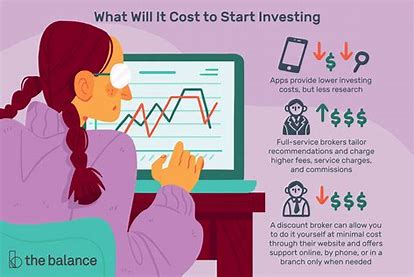 What Will It Cost to Start Investing
$
Apps provide lower investing
costs, but less research
$$$$
Full-service brokers tailor
recommendations and charge
higher fees, service charges,
and commissions
$$$
A discount broker can allow you
to do it yourself at minimal cost
through their website and offers
support online, by phone, or in a
branch only when needed
the balance